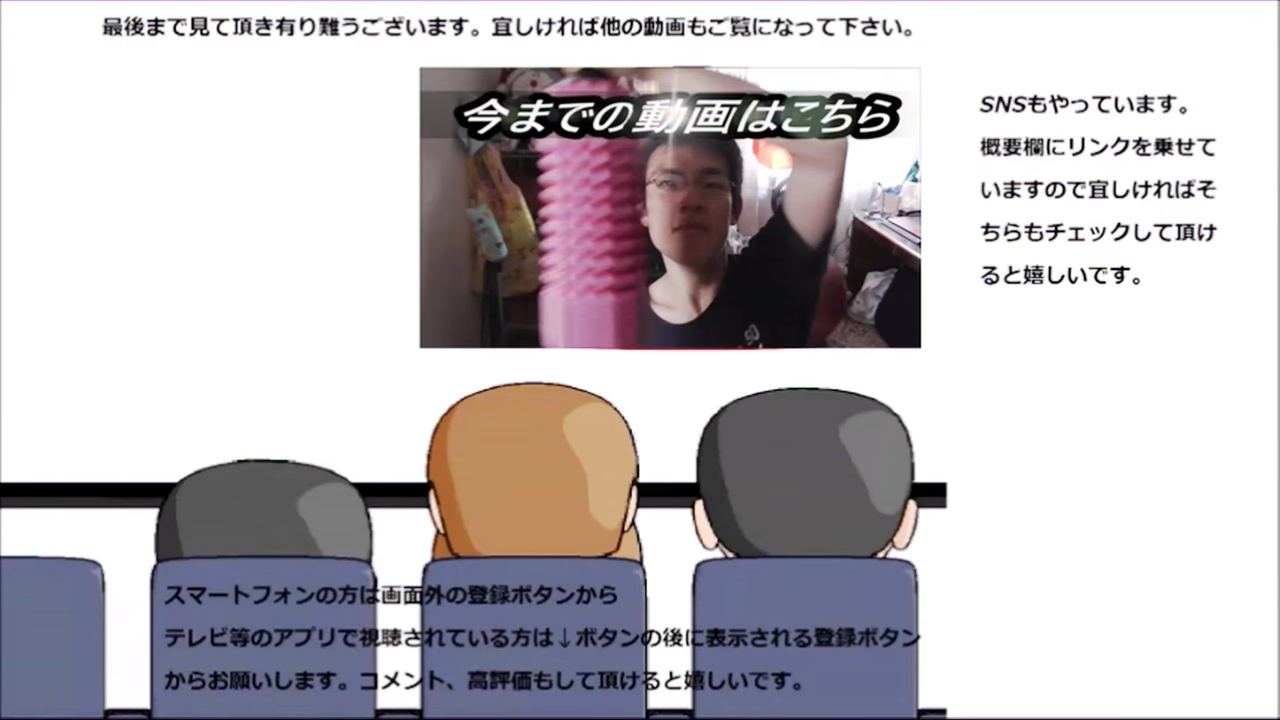 最後まで見て頂き有り難うございます。宜しければ他の動画もご覧になって下さい。
今までの動画はこちら
SNSもやっています。
概要欄にリンクを乗せて
いますので宜しければそ
ちらもチェックして頂け
ると嬉しいです。
スマートフォンの方は画面外の登録ボタンから
テレビ等のアプリで視聴されている方は↓ボタンの後に表示される登録ボタン
からお願いします。コメント、高評価もして頂けると嬉しいです。